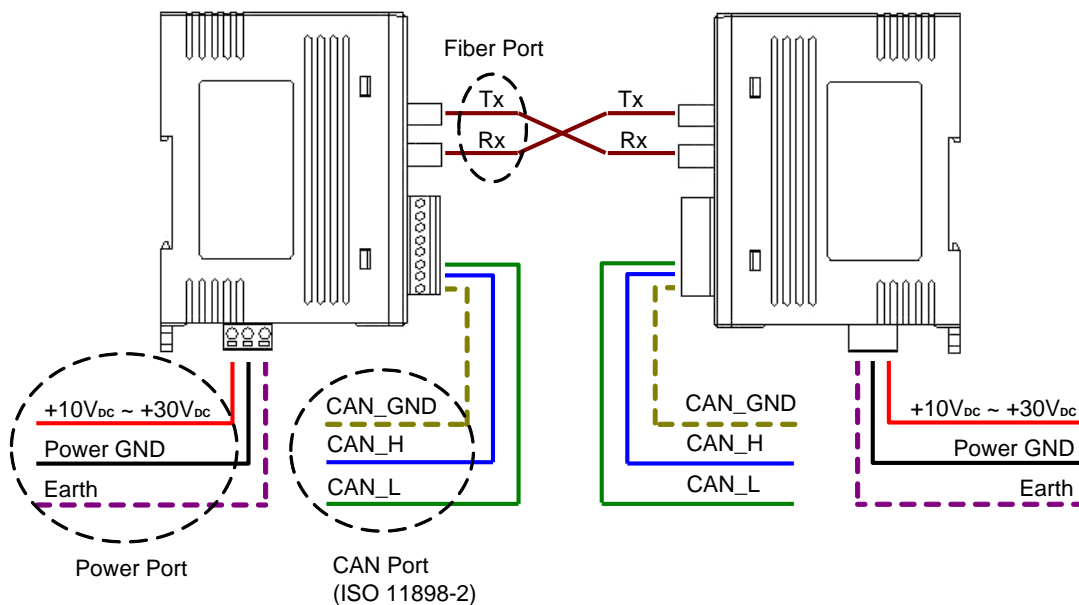 Fiber Port
Tx
Tx
Rx
Rx
+10VDC ~ +30VDC
Power GND
Earth
Power Port
CAN_GND
CAN_H
CAN_L
CAN Port
(ISO 11898-2)
CAN_GND
CAN_H
CAN_L
+10VDC ~ +30VDC
Power GND
Earth